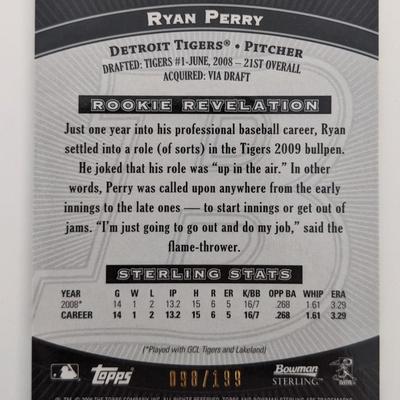 RYAN PERRY
DETROIT TIGERS® • PITCHER
DRAFTED: TIGERS #1-JUNE, 2008 – 21ST OVERALL
ACQUIRED: VIA DRAFT
ROOKIE REVELATION
Just one year into his professional baseball career, Ryan
settled into a role (of sorts) in the Tigers 2009 bullpen.
He joked that his role was “up in the air.” In other
words, Perry was called upon anywhere from the early
innings to the late ones — to start innings or get out of
jams. “I’m just going to go out and do my job,” said the
flame-thrower.
STERLING STATS
YEAR G W L IP H R ER K/BB OPP BA WHIP ERA
2008* 14 1 2 13.2 15 6 5 16/7 .268 1.61 3.29
CAREER 14 1 2 13.2 15 6 5 16/7 .268 1.61 3.29
(*Played with GCL Tigers and Lakeland)
Topps 098/199 Bowman
STERLING™